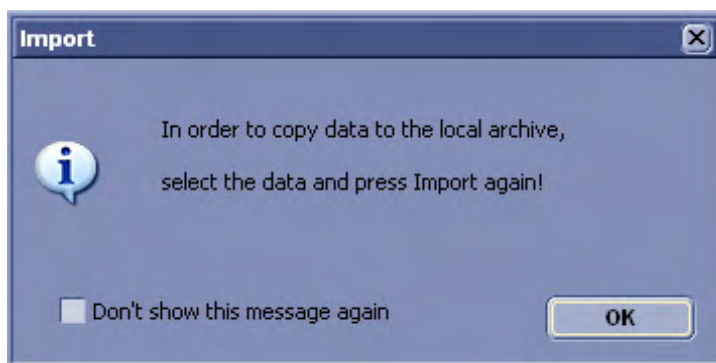 Import
In order to copy data to the local archive,
select the data and press Import again!
Don't show this message again
OK